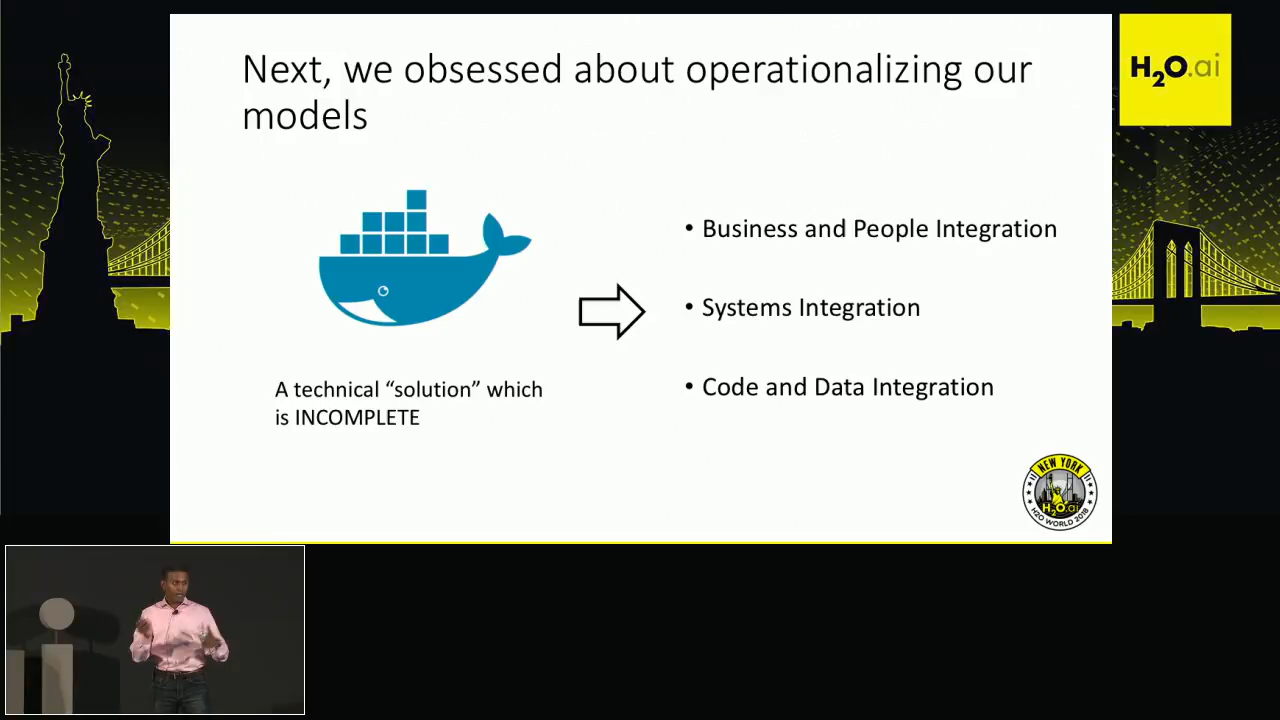 Next, we obsessed about operationalizing our
models
H2O.ai
• Business and People Integration
• Systems Integration
• Code and Data Integration
A technical “solution” which
is INCOMPLETE
NEW YORK
H2O.ai
H2O WORLD 2018